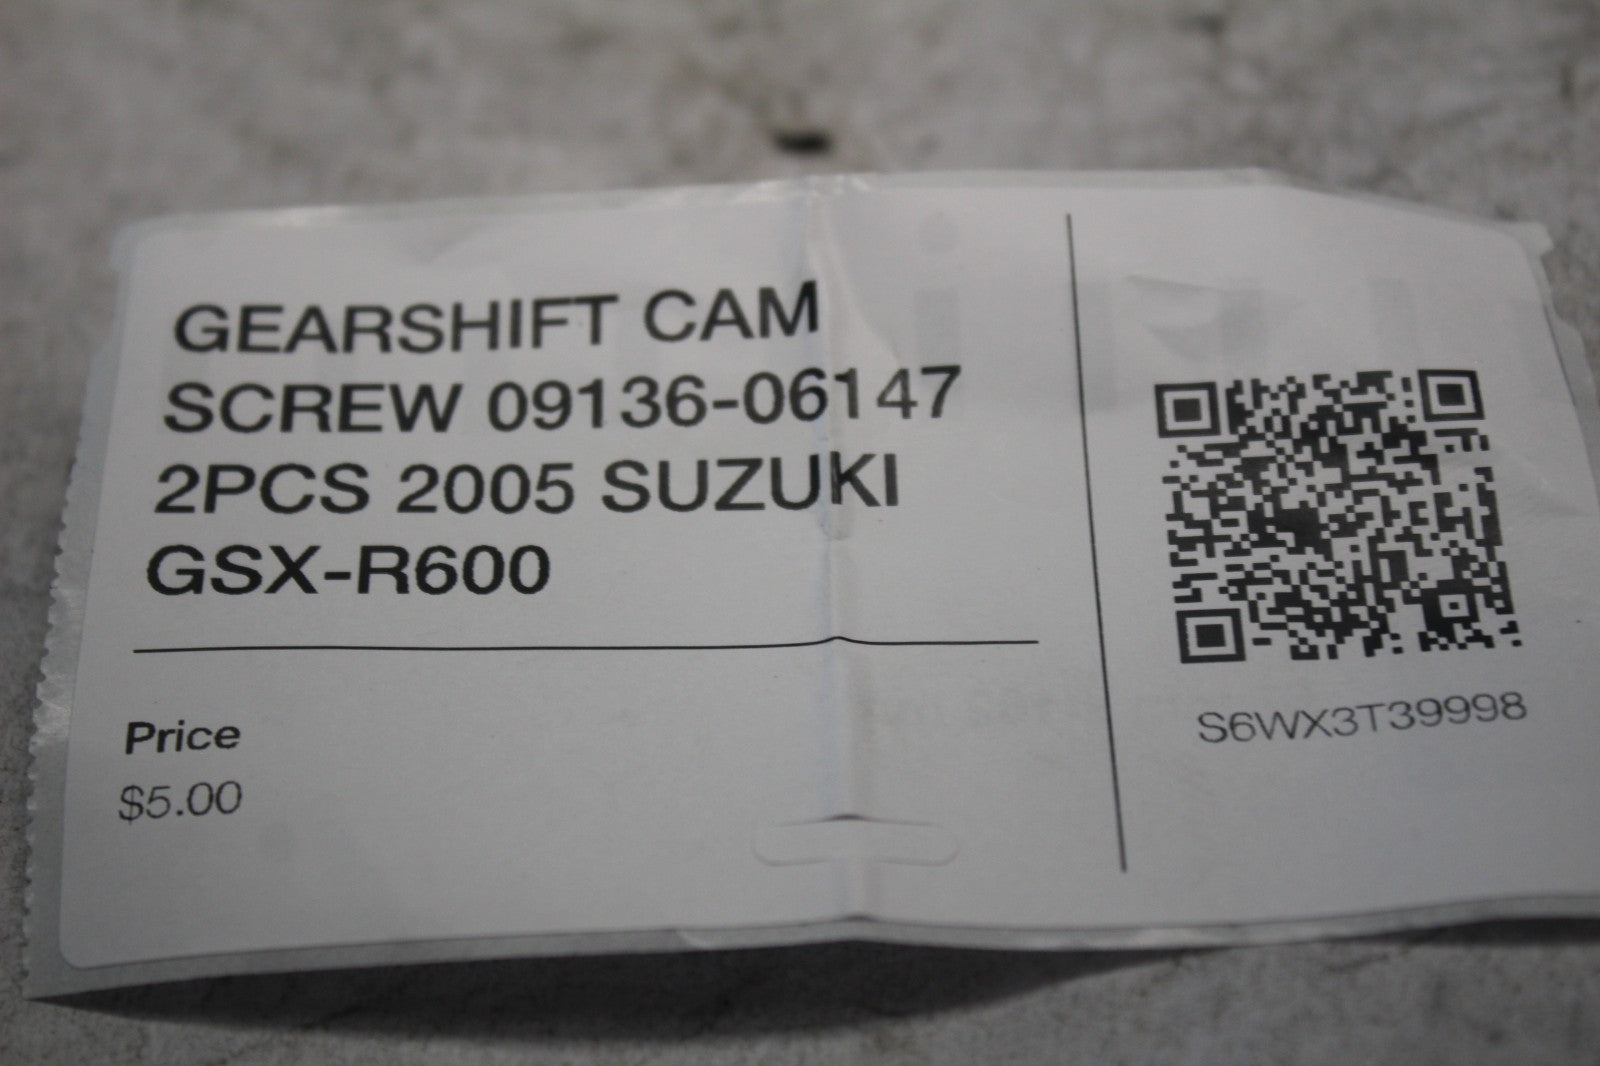 GEARSHIFT CAM
SCREW 09136-06147
2PCS 2005 SUZUKI
GSX-R600
Price
$5.00
S6WX3T39998